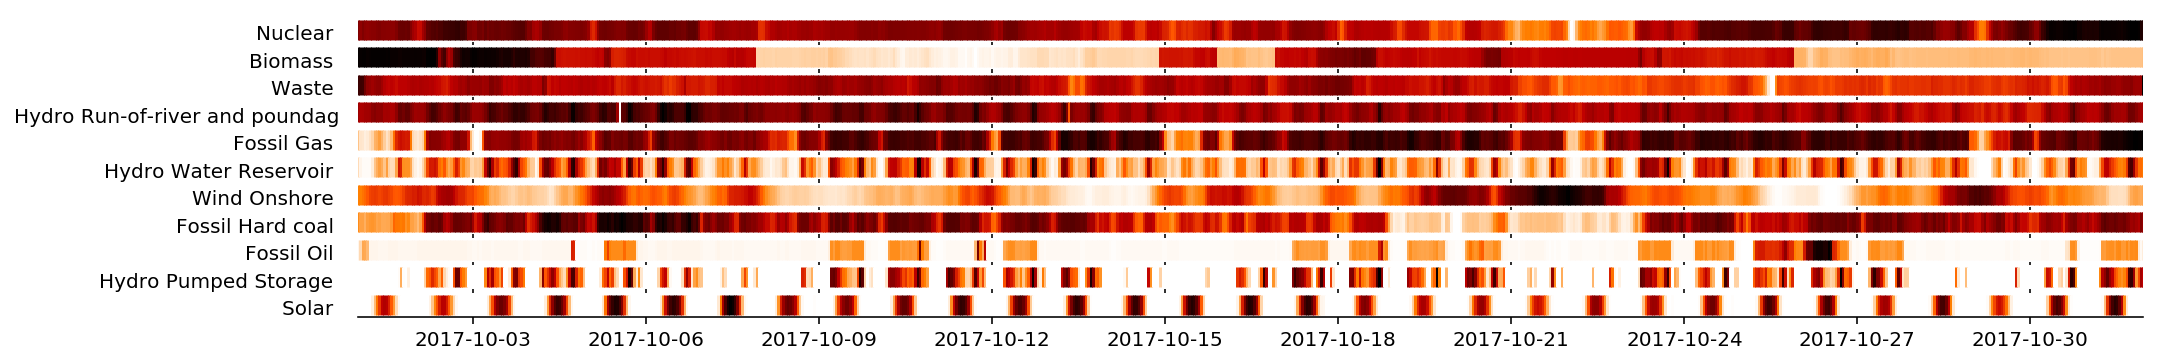 Nuclear
Biomass
Waste
Hydro Run-of-river and poundag
Fossil Gas
Hydro Water Reservoir
Wind Onshore
Fossil Hard coal
Fossil Oil
Hydro Pumped Storage
Solar
2017-10-03 2017-10-06 2017-10-09 2017-10-12 2017-10-15 2017-10-18 2017-10-21 2017-10-24 2017-10-27 2017-10-30